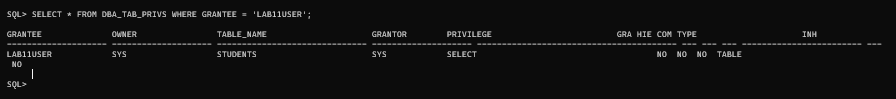 SQL> SELECT * FROM DBA_TAB_PRIVS WHERE GRANTEE = 'LAB11USER';
GRANTEE OWNER TABLE_NAME GRANTOR PRIVILEGE GRA HIE COM TYPE INH
-------------------- -------------------- ------------------------------ -------------------- ---------------------------------------- --- --- --- ------------------------ ---
LAB11USER SYS STUDENTS SYS SELECT NO NO NO TABLE
NO
SQL>